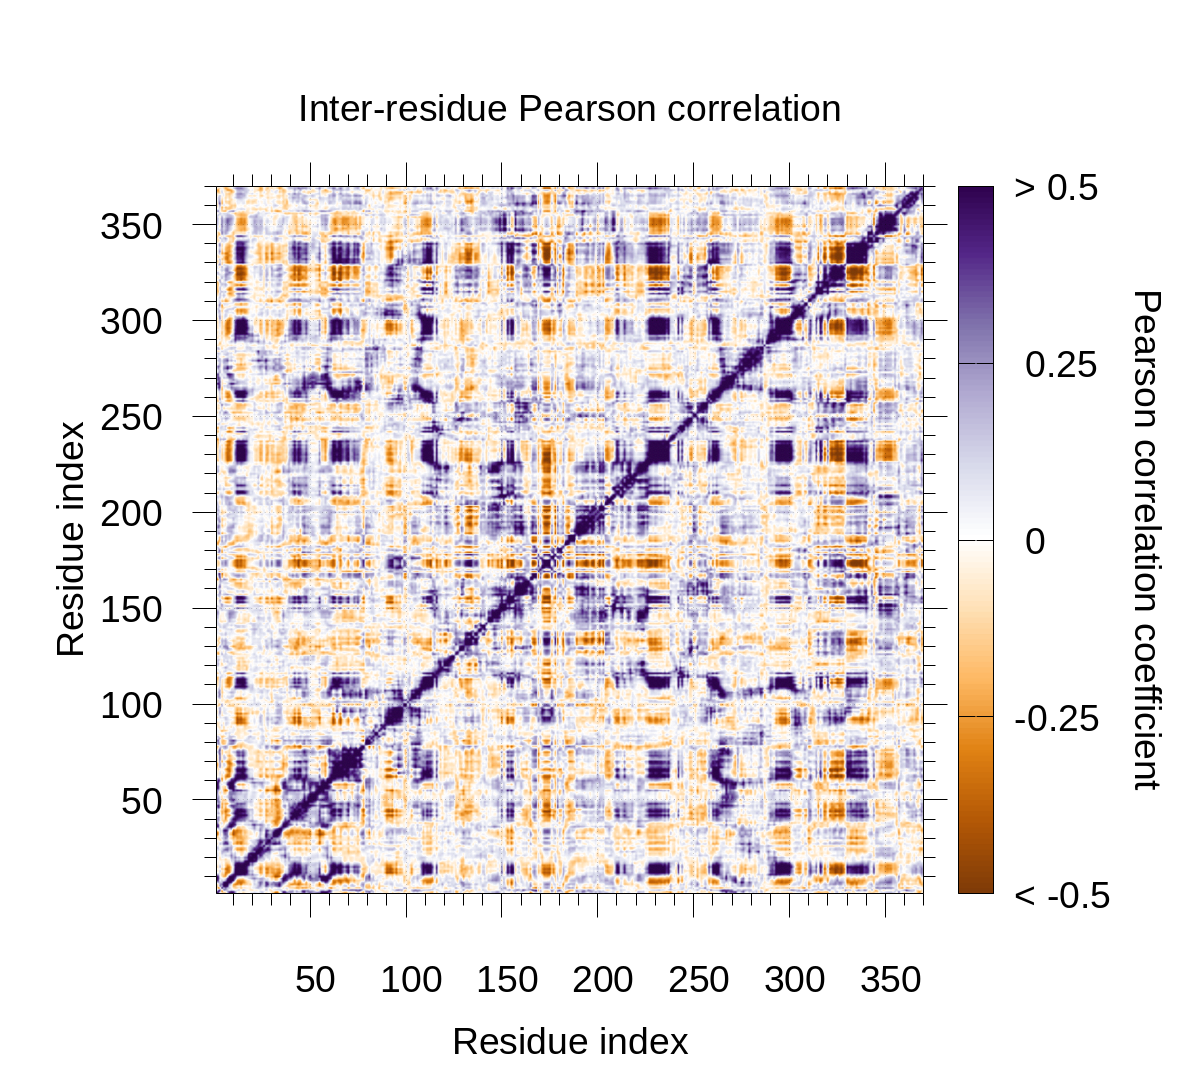 Inter-residue Pearson correlation
350
300
250
200
150
100
50
Residue index
50 100 150 200 250 300 350
Residue index
> 0.5
0.25
0
-0.25
< -0.5
Pearson correlation coefficient